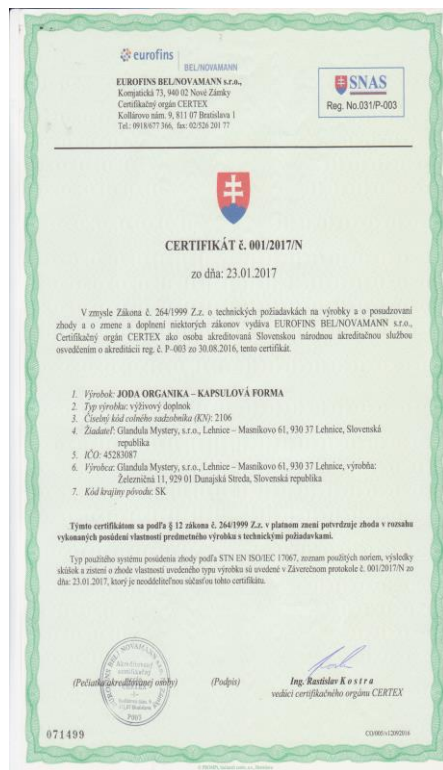 eurofins
BEL/NOVAMANN
EUROFINS BEL/NOVAMANN s.r.o.,
Komjatická 73, 940 02 Nové Zámky
Certifikačný orgán CERTEX
Kollárovo nám. 9, 811 07 Bratislava 1
Tel.: 0918/677 366, fax: 02/526 201 77
SNAS
Reg. No.031/P-003
CERTIFIKÁT č. 001/2017/N
zo dňa: 23.01.2017
V zmysle Zákona č. 264/1999 Z.z. o technických požiadavkách na výrobky a o posudzovaní
zhody a o zmene a doplnení niektorých zákonov vydáva EUROFINS BEL/NOVAMANN s.r.o.,
Certifikačný orgán CERTEX ako osoba akreditovaná Slovenskou národnou akreditačnou službou
osvedčením o akreditácii reg. č. P–003 zo 30.08.2016, tento certifikát.
1. Výrobok: JODA ORGANIKA – KAPSULOVÁ FORMA
2. Typ výrobku: výživový doplnok
3. Číselný kód colného sadzobníka (KN): 2106
4. Žiadateľ: Glandula Mystery, s.r.o., Lehnice – Masníkovo 61, 930 37 Lehnice, Slovenská
republika
5. IČO: 45283087
6. Výrobca: Glandula Mystery, s.r.o., Lehnice – Masníkovo 61, 930 37 Lehnice, výrobňa:
Železničná 11, 929 01 Dunajská Streda, Slovenská republika
7. Kód krajiny pôvodu: SK
Týmto certifikátom sa podľa § 12 zákona č. 264/1999 Z.z. v platnom znení potvrdzuje zhoda v rozsahu
vykonaných posúdení vlastností predmetného výrobku s technickými požiadavkami.
Typ použitého systému posúdenia zhody podľa STN EN ISO/IEC 17067, zoznam použitých noriem, výsledky
skúšok a zistení o zhode vlastností uvedeného typu výrobku sú uvedené v Záverečnom protokole č. 001/2017/N zo
dňa: 23.01.2017, ktorý je neoddeliteľnou súčasťou tohto certifikátu.
(Pečiatka akreditovanej osoby) (Podpis) Ing. Rastislav Kostra
vedúci certifikačného orgánu CERTEX
071499